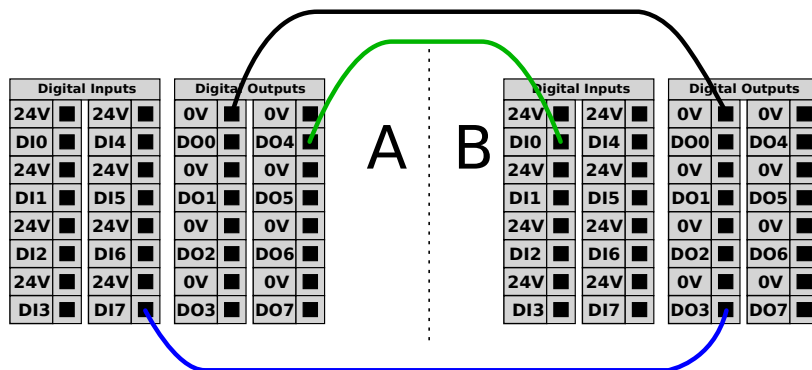 Digital Inputs Digital Outputs Digital Inputs Digital Outputs
24V 24V 0V 0V 24V 24V 0V 0V
DI0 DI4 DO0 DO4 A B DI0 DI4 DO0 DO4
24V 24V 0V 0V 24V 24V 0V 0V
DI1 DI5 DO1 DO5 DI1 DI5 DO1 DO5
24V 24V 0V 0V 24V 24V 0V 0V
DI2 DI6 DO2 DO6 DI2 DI6 DO2 DO6
24V 24V 0V 0V 24V 24V 0V 0V
DI3 DI7 DO3 DO7 DI3 DI7 DO3 DO7